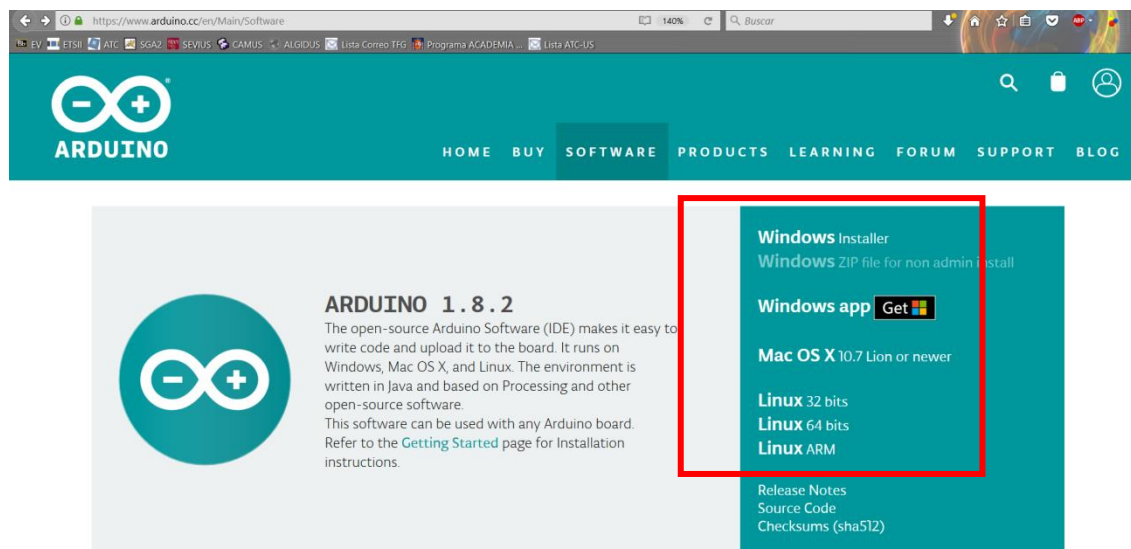 https://www.arduino.cc/en/Main/Software
140%
Buscar
EV ETSII ATC SGA2 SEVIUS CAMUS ALGIDUS Lista Correo TFG Programa ACADEMIA ... Lista ATC-US
ARDUINO
HOME BUY SOFTWARE PRODUCTS LEARNING FORUM SUPPORT BLOG
ARDUINO 1.8.2
The open-source Arduino Software (IDE) makes it easy to
write code and upload it to the board. It runs on
Windows, Mac OS X, and Linux. The environment is
written in Java and based on Processing and other
open-source software.
This software can be used with any Arduino board.
Refer to the Getting Started page for Installation
instructions.
Windows Installer
Windows ZIP file for non admin install
Windows app Get
Mac OS X 10.7 Lion or newer
Linux 32 bits
Linux 64 bits
Linux ARM
Release Notes
Source Code
Checksums (sha512)